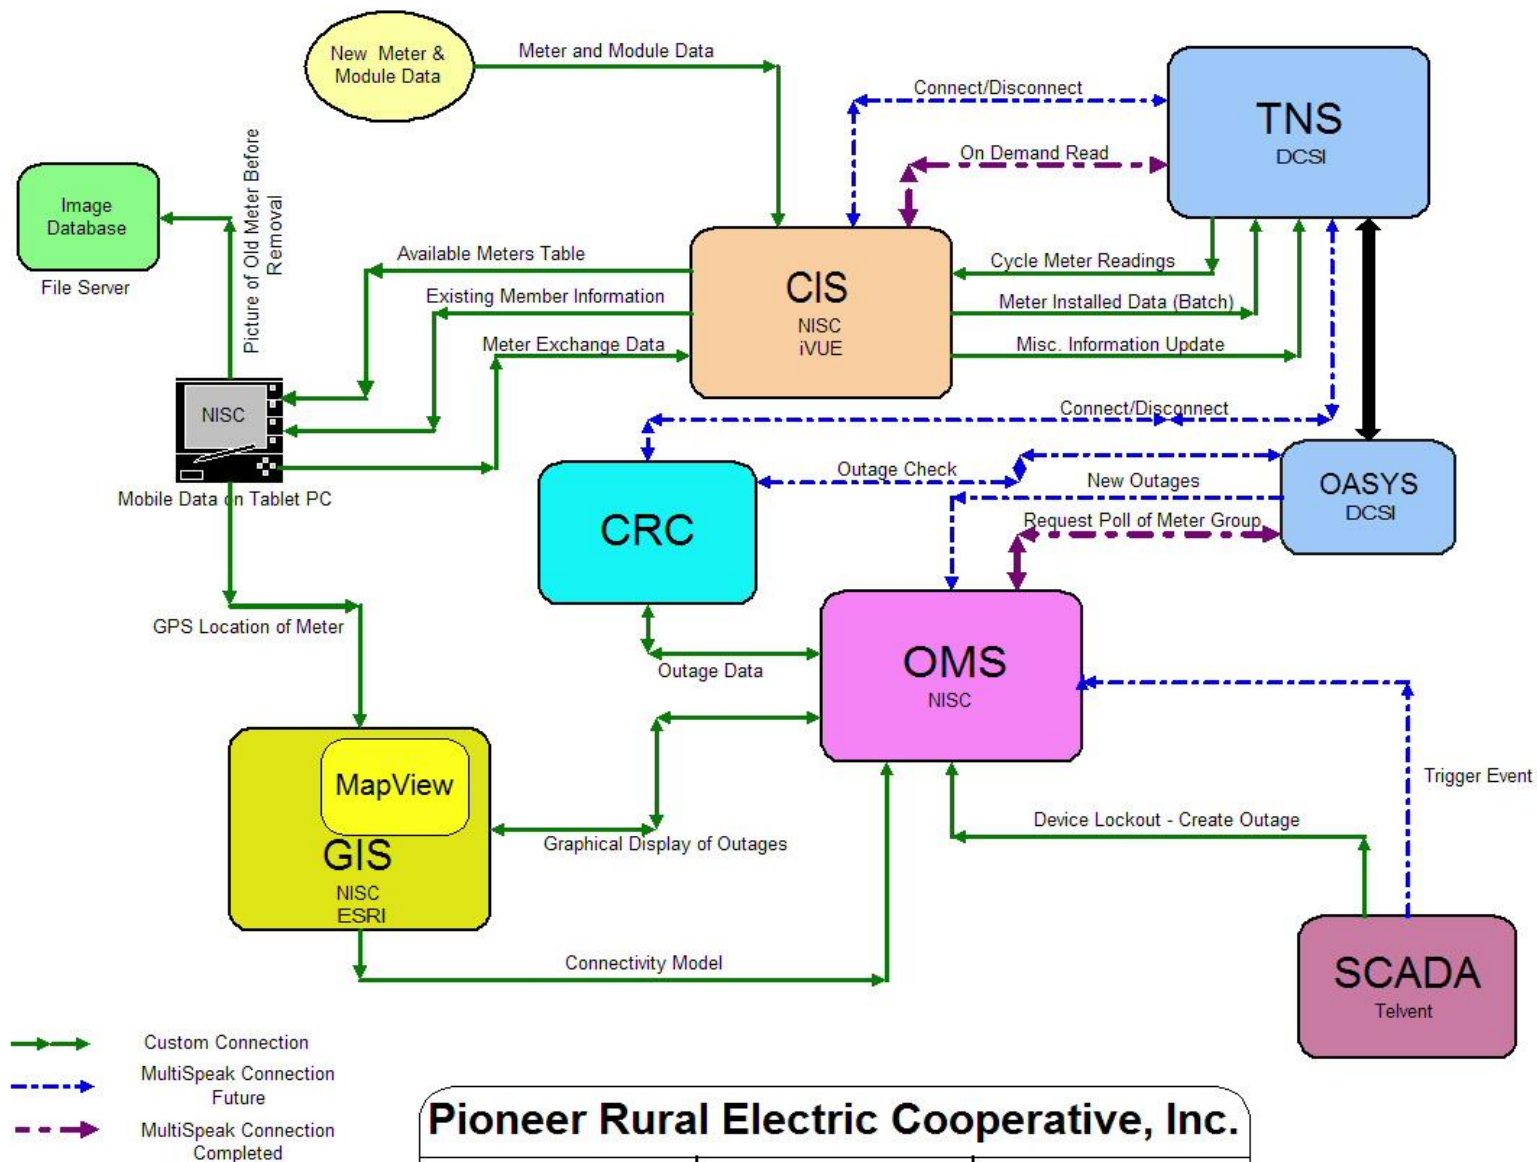 New Meter &
Module Data
Meter and Module Data
Connect/Disconnect
TNS
DCSI
On Demand Read
Image
Database
File Server
Picture of Old Meter Before
Removal
Available Meters Table
Existing Member Information
Meter Exchange Data
CIS
NISC
iVUE
Cycle Meter Readings
Meter Installed Data (Batch)
Misc. Information Update
NISC
Mobile Data on Tablet PC
Connect/Disconnect
Outage Check
New Outages
Request Poll of Meter Group
OASYS
DCSI
CRC
GPS Location of Meter
Outage Data
OMS
NISC
MapView
GIS
NISC
ESRI
Graphical Display of Outages
Trigger Event
Device Lockout - Create Outage
Connectivity Model
SCADA
Telvent
Custom Connection
MultiSpeak Connection
Future
MultiSpeak Connection
Completed
Pioneer Rural Electric Cooperative, Inc.